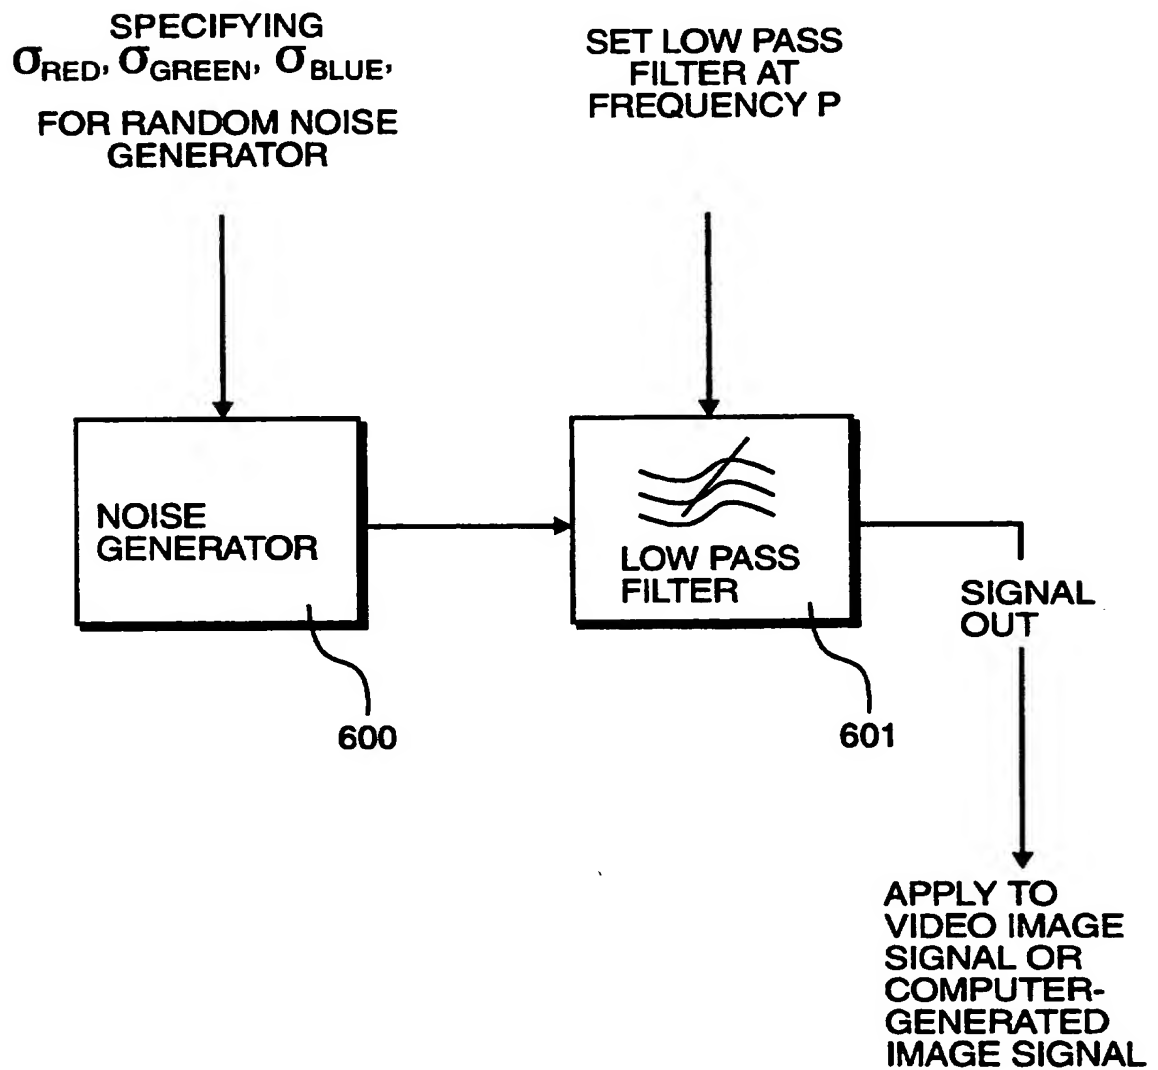 SPECIFYING
σRED, σGREEN, σBLUE,
FOR RANDOM NOISE
GENERATOR
SET LOW PASS
FILTER AT
FREQUENCY P
NOISE
GENERATOR
LOW PASS
FILTER
SIGNAL
OUT
600
601
APPLY TO
VIDEO IMAGE
SIGNAL OR
COMPUTER-
GENERATED
IMAGE SIGNAL